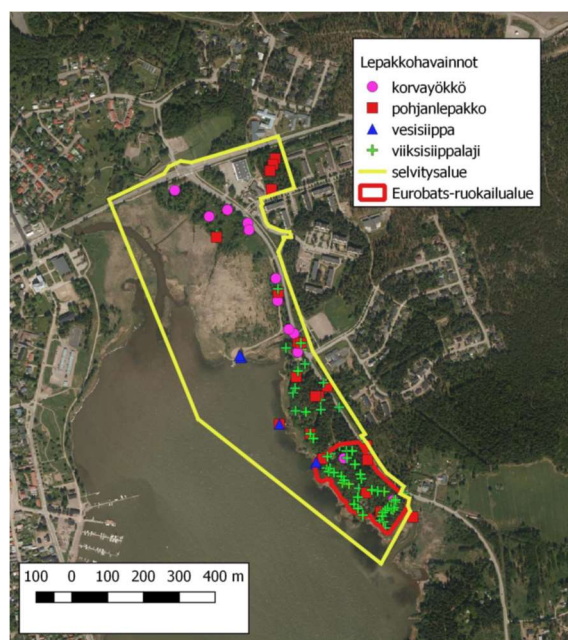 Lepakkohavainnot
korvayökkö
pohjanlepakko
vesisiippa
viiksisiippalaji
selvitysalue
Eurobats-ruokailualue
100 0 100 200 300 400 m